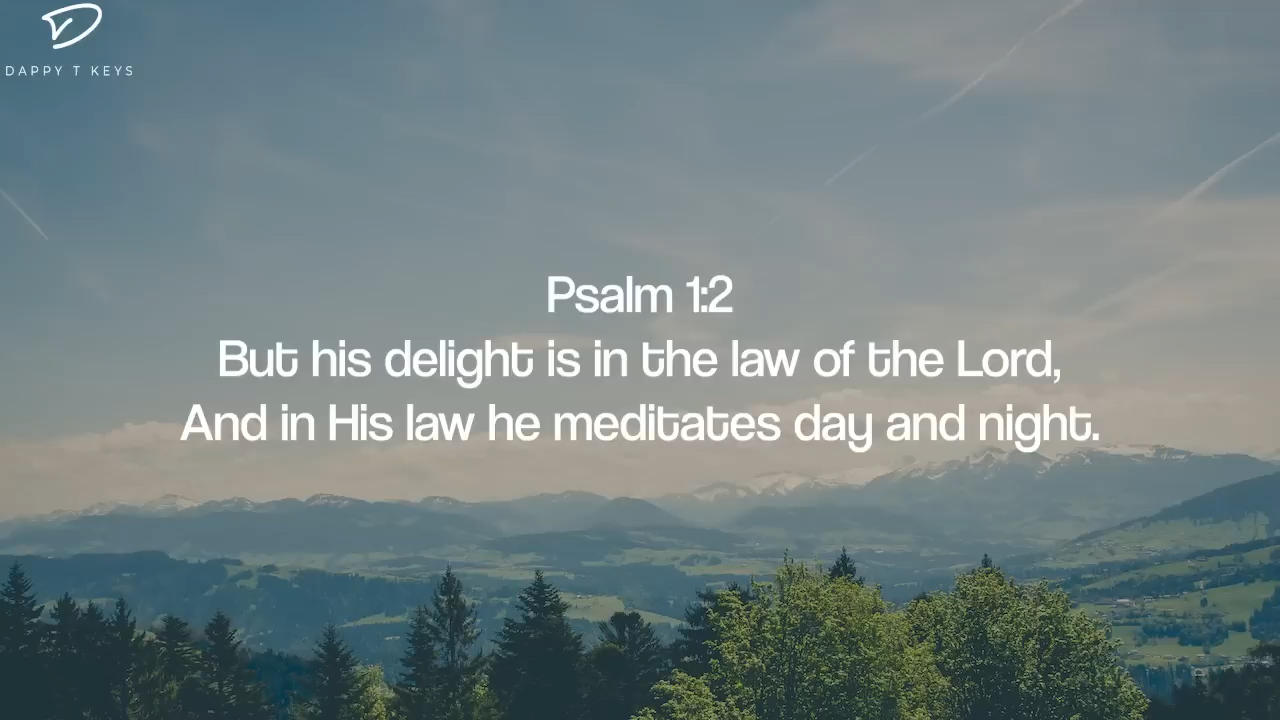 DAPPY T KEYS
Psalm 1:2
But his delight is in the law of the Lord,
And in His law he meditates day and night.